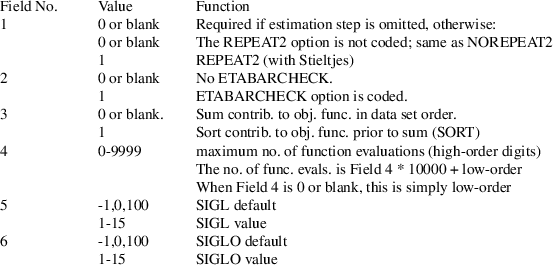 Field No. Value Function
1 0 or blank Required if estimation step is omitted, otherwise:
0 or blank The REPEAT2 option is not coded; same as NOREPEAT2
1 REPEAT2 (with Stieltjes)
2 0 or blank No ETABARCHECK.
1 ETABARCHECK option is coded.
3 0 or blank. Sum contrib. to obj. func. in data set order.
1 Sort contrib. to obj. func. prior to sum (SORT)
4 0-9999 maximum no. of function evaluations (high-order digits)
The no. of func. evals. is Field 4 * 10000 + low-order
When Field 4 is 0 or blank, this is simply low-order
5 -1,0,100 SIGL default
1-15 SIGL value
6 -1,0,100 SIGLO default
1-15 SIGLO value